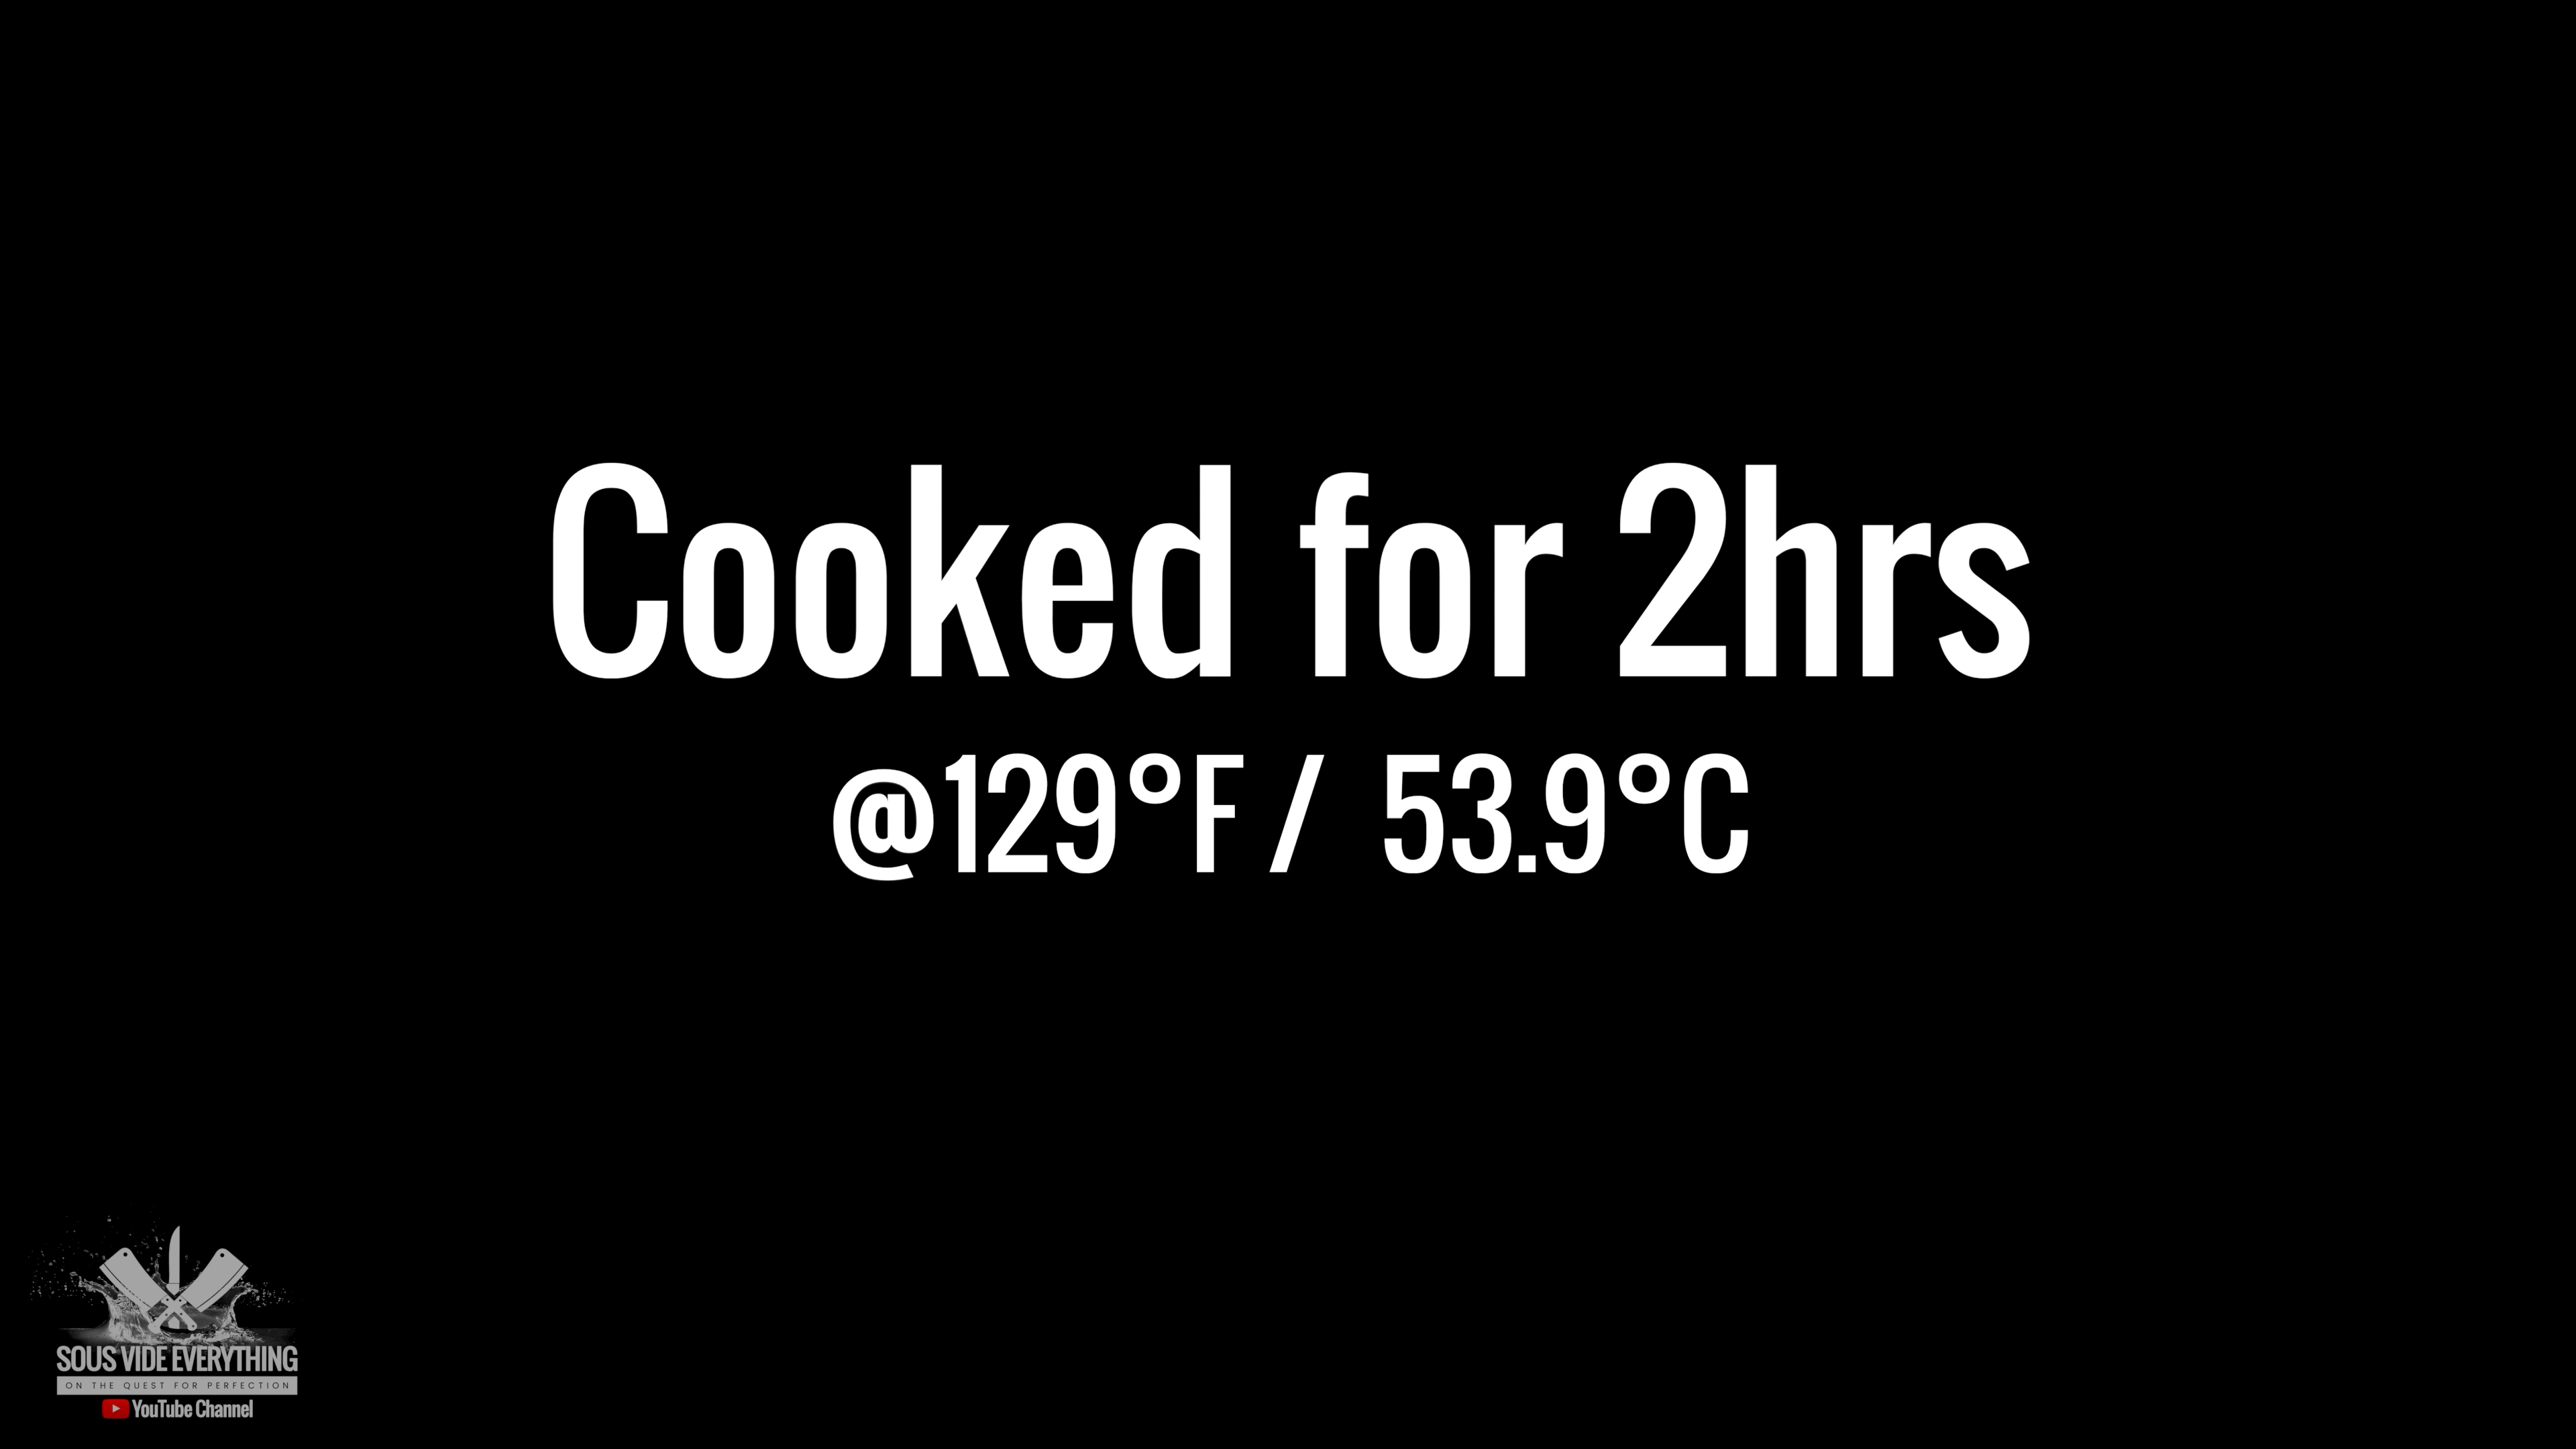 Cooked for 2hrs
@129°F / 53.9°C
SOUS VIDE EVERYTHING
ON THE QUEST FOR PERFECTION
YouTube Channel